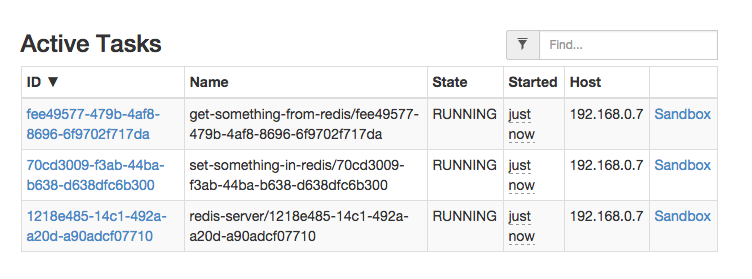 Active Tasks
Find...
ID ▼ Name State Started Host
fee49577-479b-4af8- get-something-from-redis/fee49577- RUNNING just 192.168.0.7 Sandbox
8696-6f9702f717da 479b-4af8-8696-6f9702f717da now
70cd3009-f3ab-44ba- set-something-in-redis/70cd3009- RUNNING just 192.168.0.7 Sandbox
b638-d638dfc6b300 f3ab-44ba-b638-d638dfc6b300 now
1218e485-14c1-492a- redis-server/1218e485-14c1-492a- RUNNING just 192.168.0.7 Sandbox
a20d-a90adcf07710 a20d-a90adcf07710 now